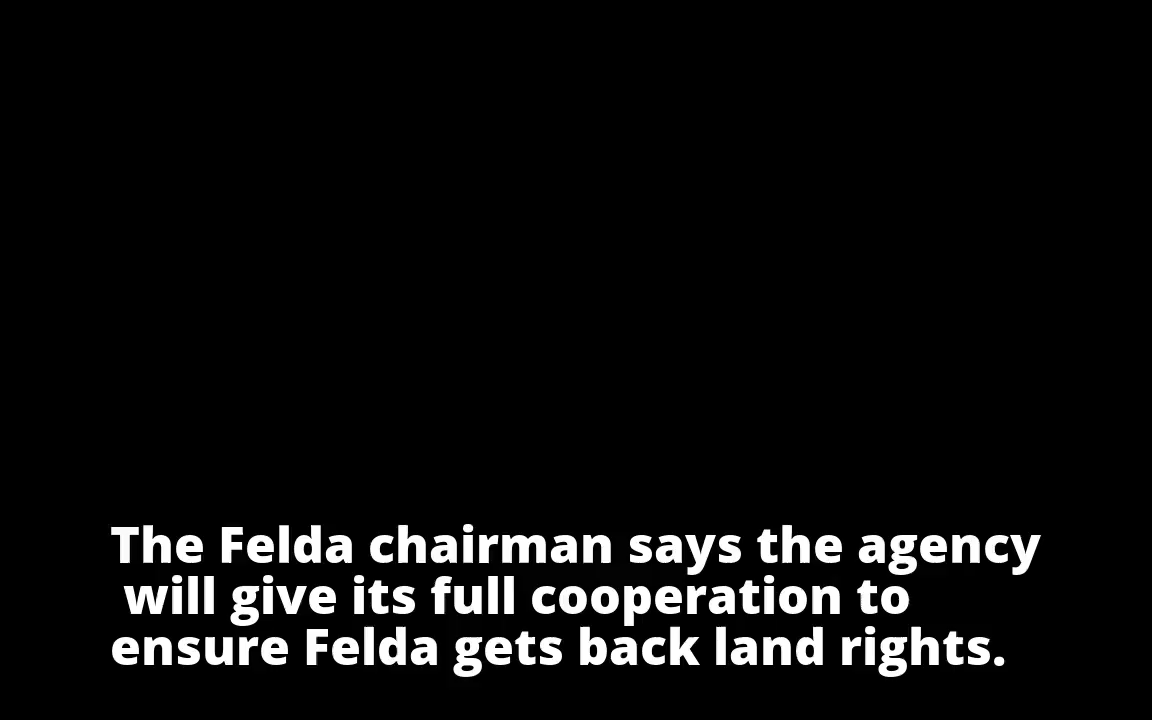 The Felda chairman says the agency
will give its full cooperation to
ensure Felda gets back land rights.